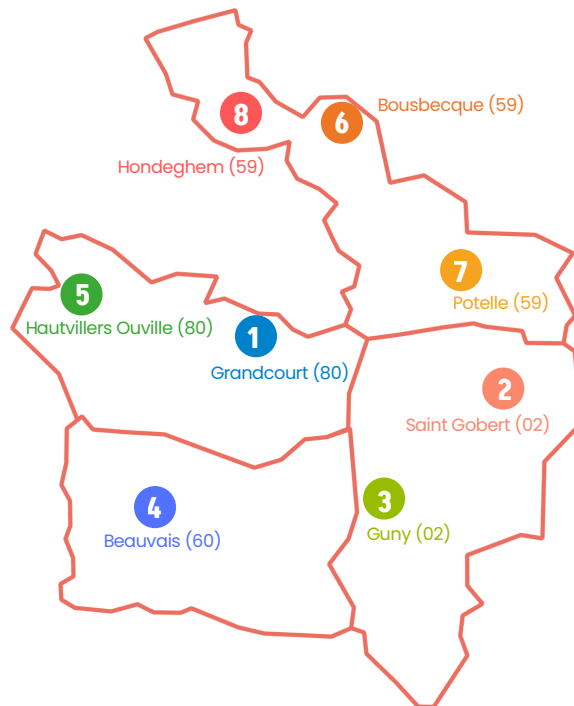 8
Hondeghem (59)
6
Bousbecque (59)
7
Potelle (59)
5
Hautvillers Ouville (80)
1
Grandcourt (80)
2
Saint Gobert (02)
3
Guny (02)
4
Beauvais (60)